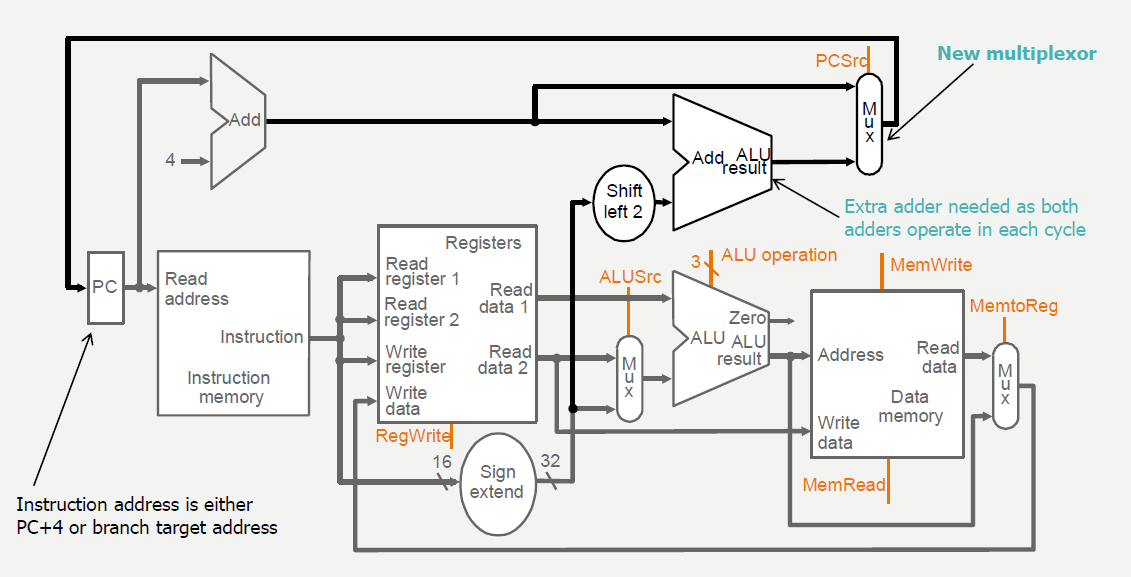 New multiplexor
PCSrc
M
u
x
Add
4
Add ALU
result
Shift
left 2
Extra adder needed as both
adders operate in each cycle
PC
Read
address
Instruction
Instruction
memory
Registers
Read
register 1
Read
register 2
Write
register
Write
data
Read
data 1
Read
data 2
RegWrite
16
Sign
extend
32
ALUSrc
M
u
x
3
ALU operation
Zero
ALU ALU
result
MemWrite
Address
Read
data
Data
memory
Write
data
MemRead
MemtoReg
M
u
x
Instruction address is either
PC+4 or branch target address